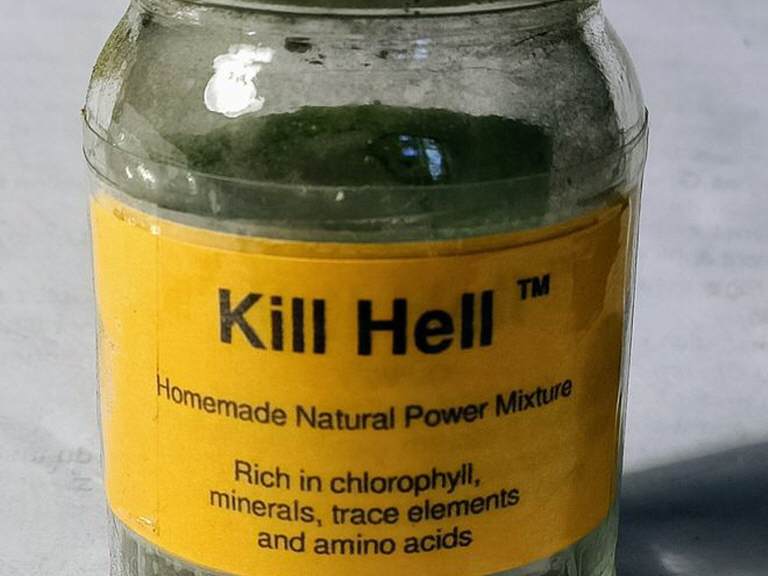 Kill Hell ™
Homemade Natural Power Mixture
Rich in chlorophyll,
minerals, trace elements
and amino acids